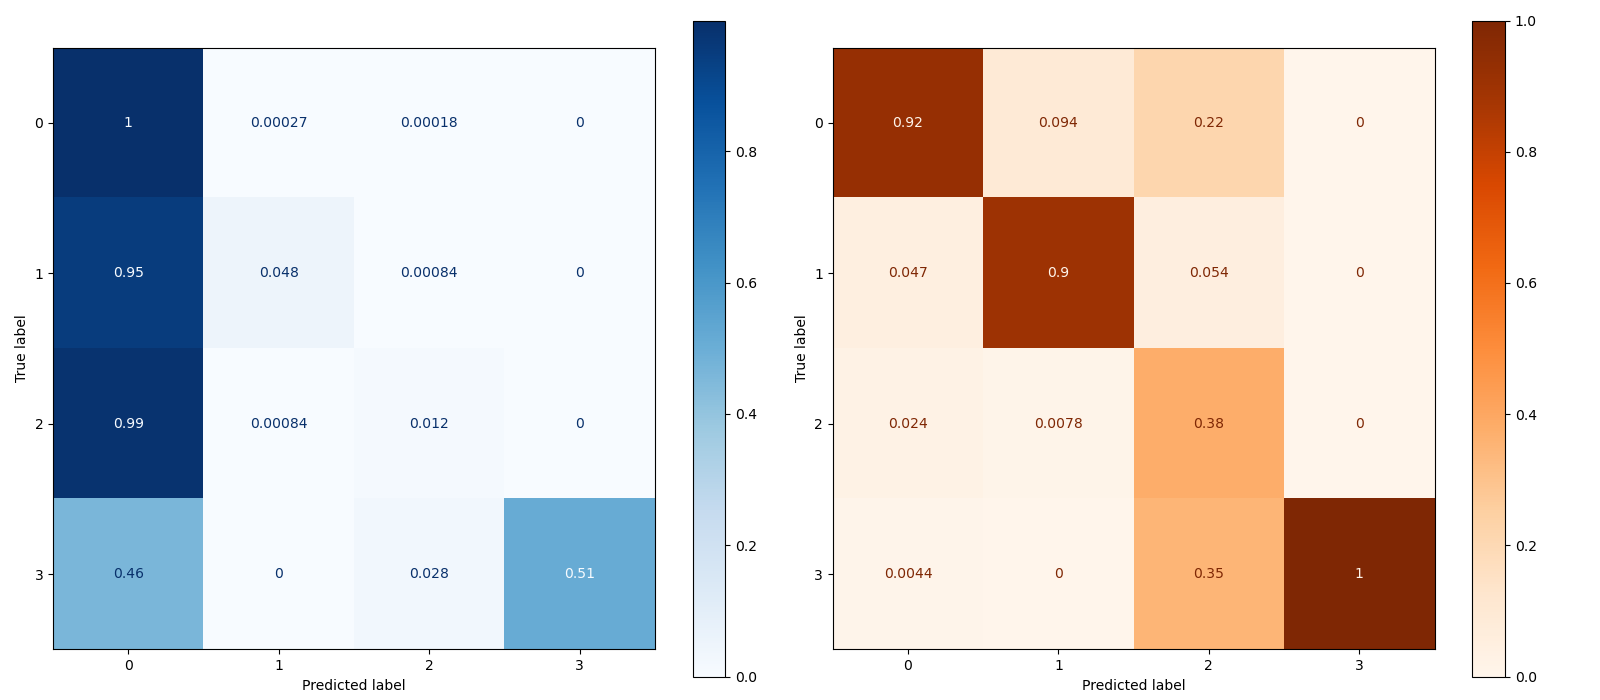 1.0
0 1 0.00027 0.00018 0 0 0.92 0.094 0.22 0
0.8 0.8
1 0.95 0.048 0.00084 0 1 0.047 0.9 0.054 0
0.6 0.6
True label True label
0.4 0.4
2 0.99 0.00084 0.012 0 2 0.024 0.0078 0.38 0
0.2 0.2
3 0.46 0 0.028 0.51 3 0.0044 0 0.35 1
0.0 0.0
0 1 2 3 0 1 2 3
Predicted label Predicted label